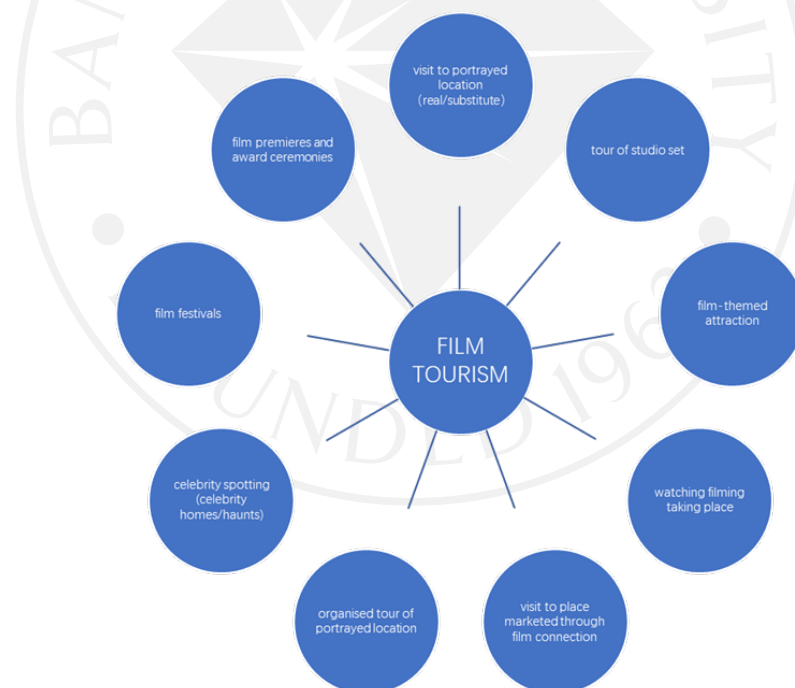 visit to portrayed
location
(real/substitute)
tour of studio set
film-themed
attraction
watching filming
taking place
visit to place
marketed through
film connection
organised tour of
portrayed location
celebrity spotting
(celebrity
homes/haunts)
film festivals
film premieres and
award ceremonies
FILM
TOURISM